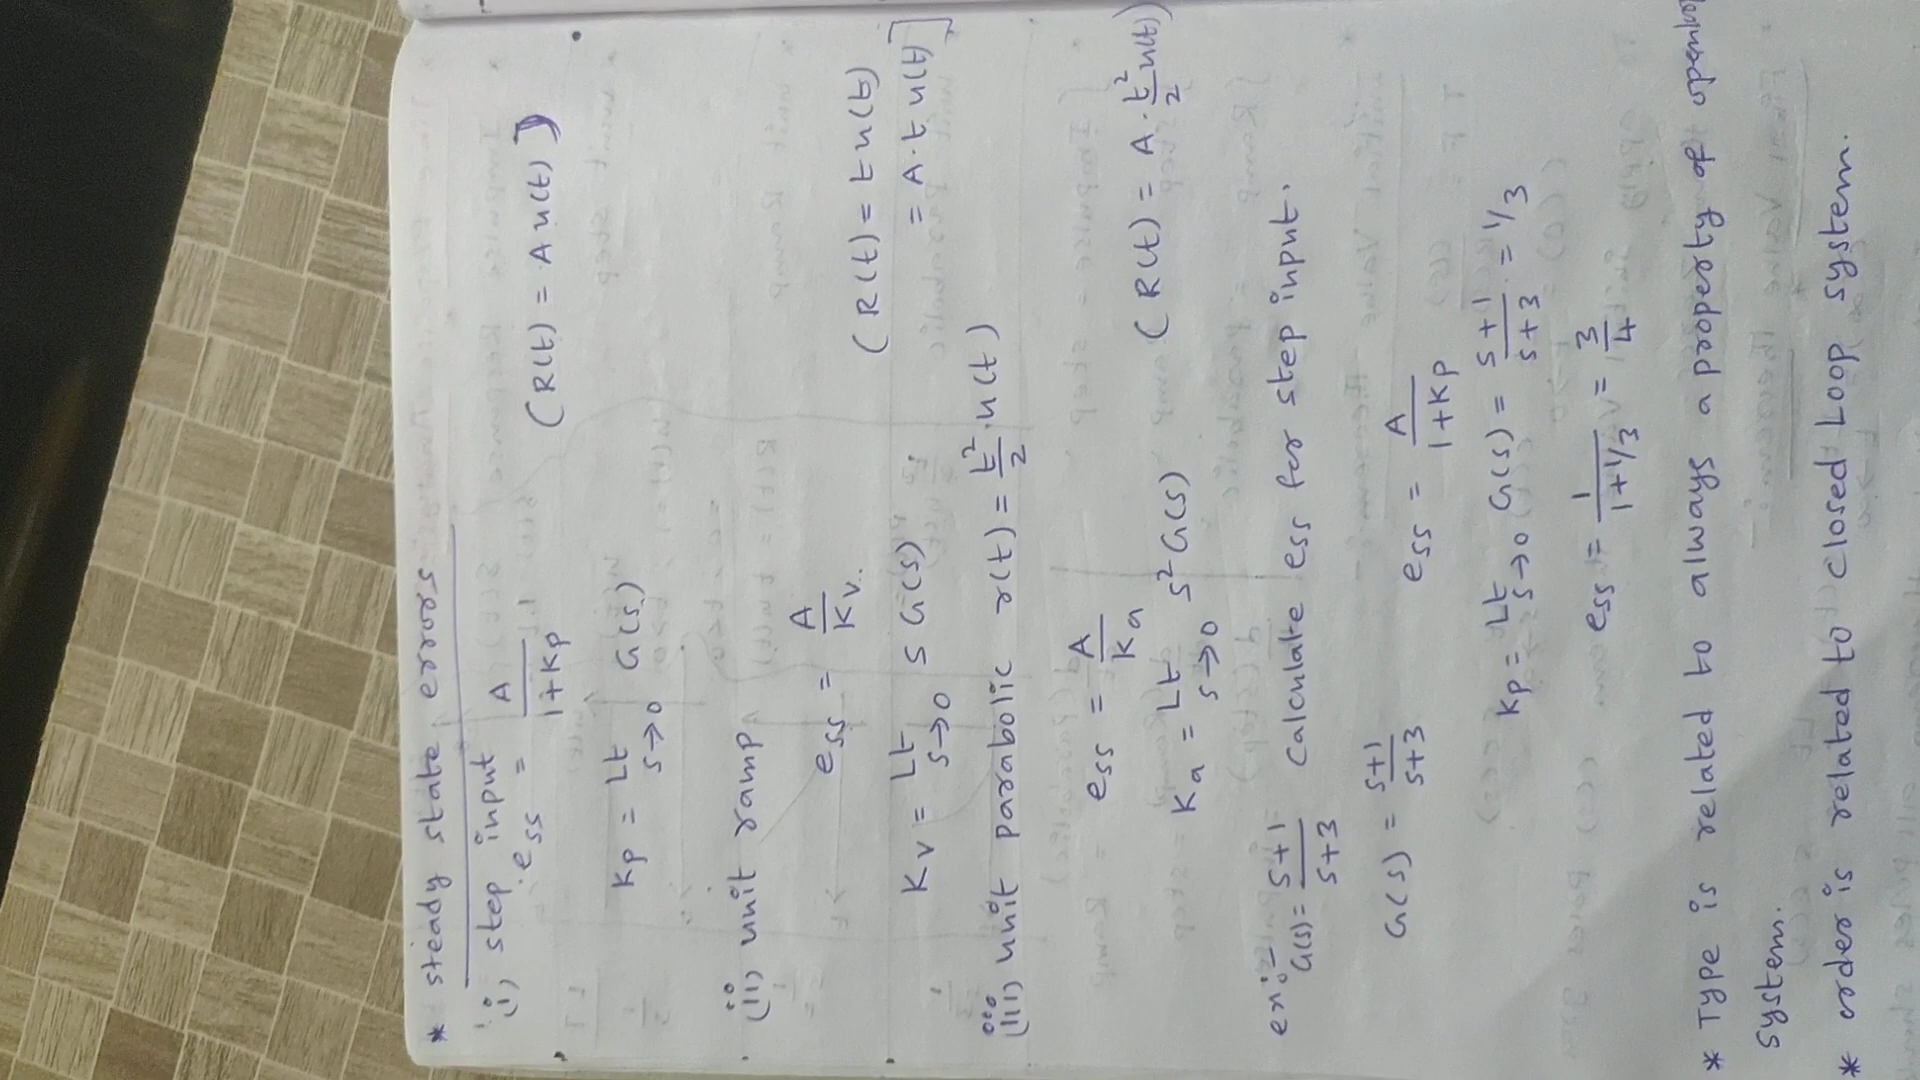 * steady state errors
(i) step input
ess = A/(1+Kp) (R(t) = A u(t))
Kp = Lt s→0 G(s)
(ii) unit ramp (R(t) = t u(t)
ess = A/Kv.. = A·t u(t)]
Kv = Lt s→0 s G(s)
(iii) unit parabolic r(t) = t²/2 · u(t)
ess = A/Ka (R(t) = A · t²/2 u(t))
Ka = Lt s→0 s² G(s)
ex:- G(s) = s+1/s+3 Calculate ess for step input.
G(s) = s+1/s+3 ess = A/1+Kp
Kp = Lt s→0 G(s) = s+1/s+3 = 1/3
ess = 1/1+1/3 = 3/4
* Type is related to always a property of
system.
* order is related to closed Loop system.